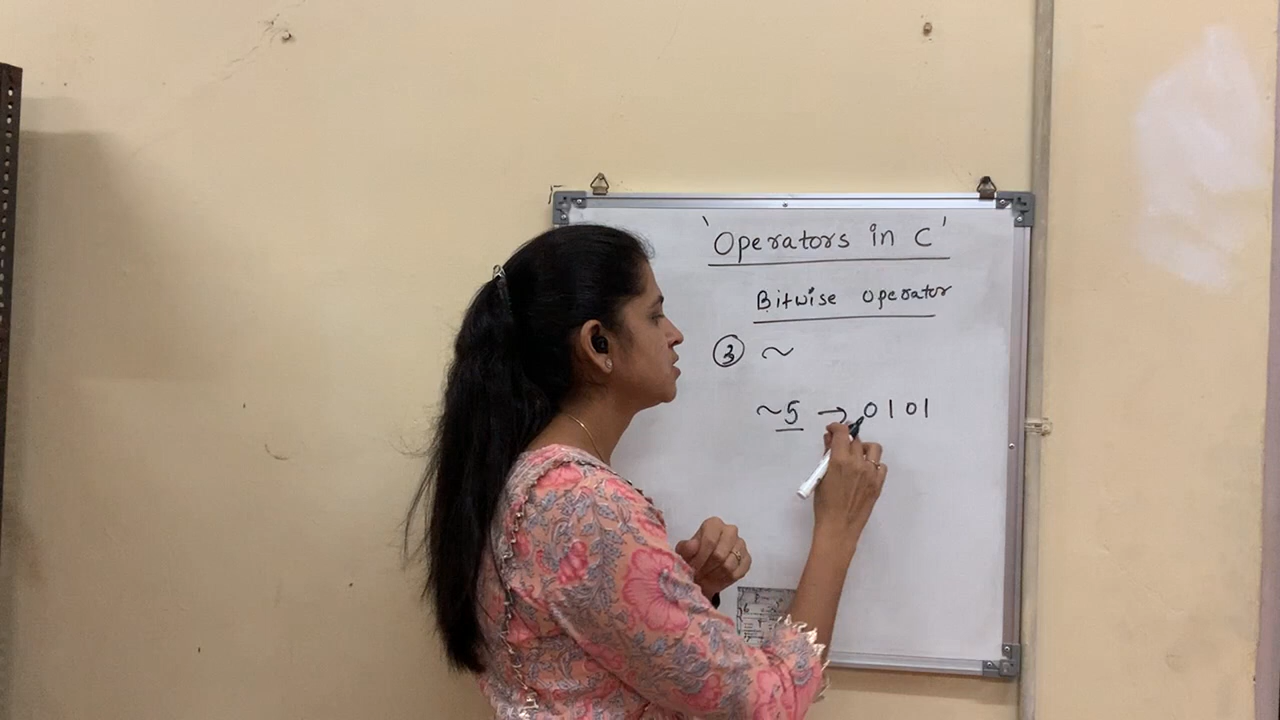 'Operators in C'
Bitwise Operator
③ ~
~5 → 0101